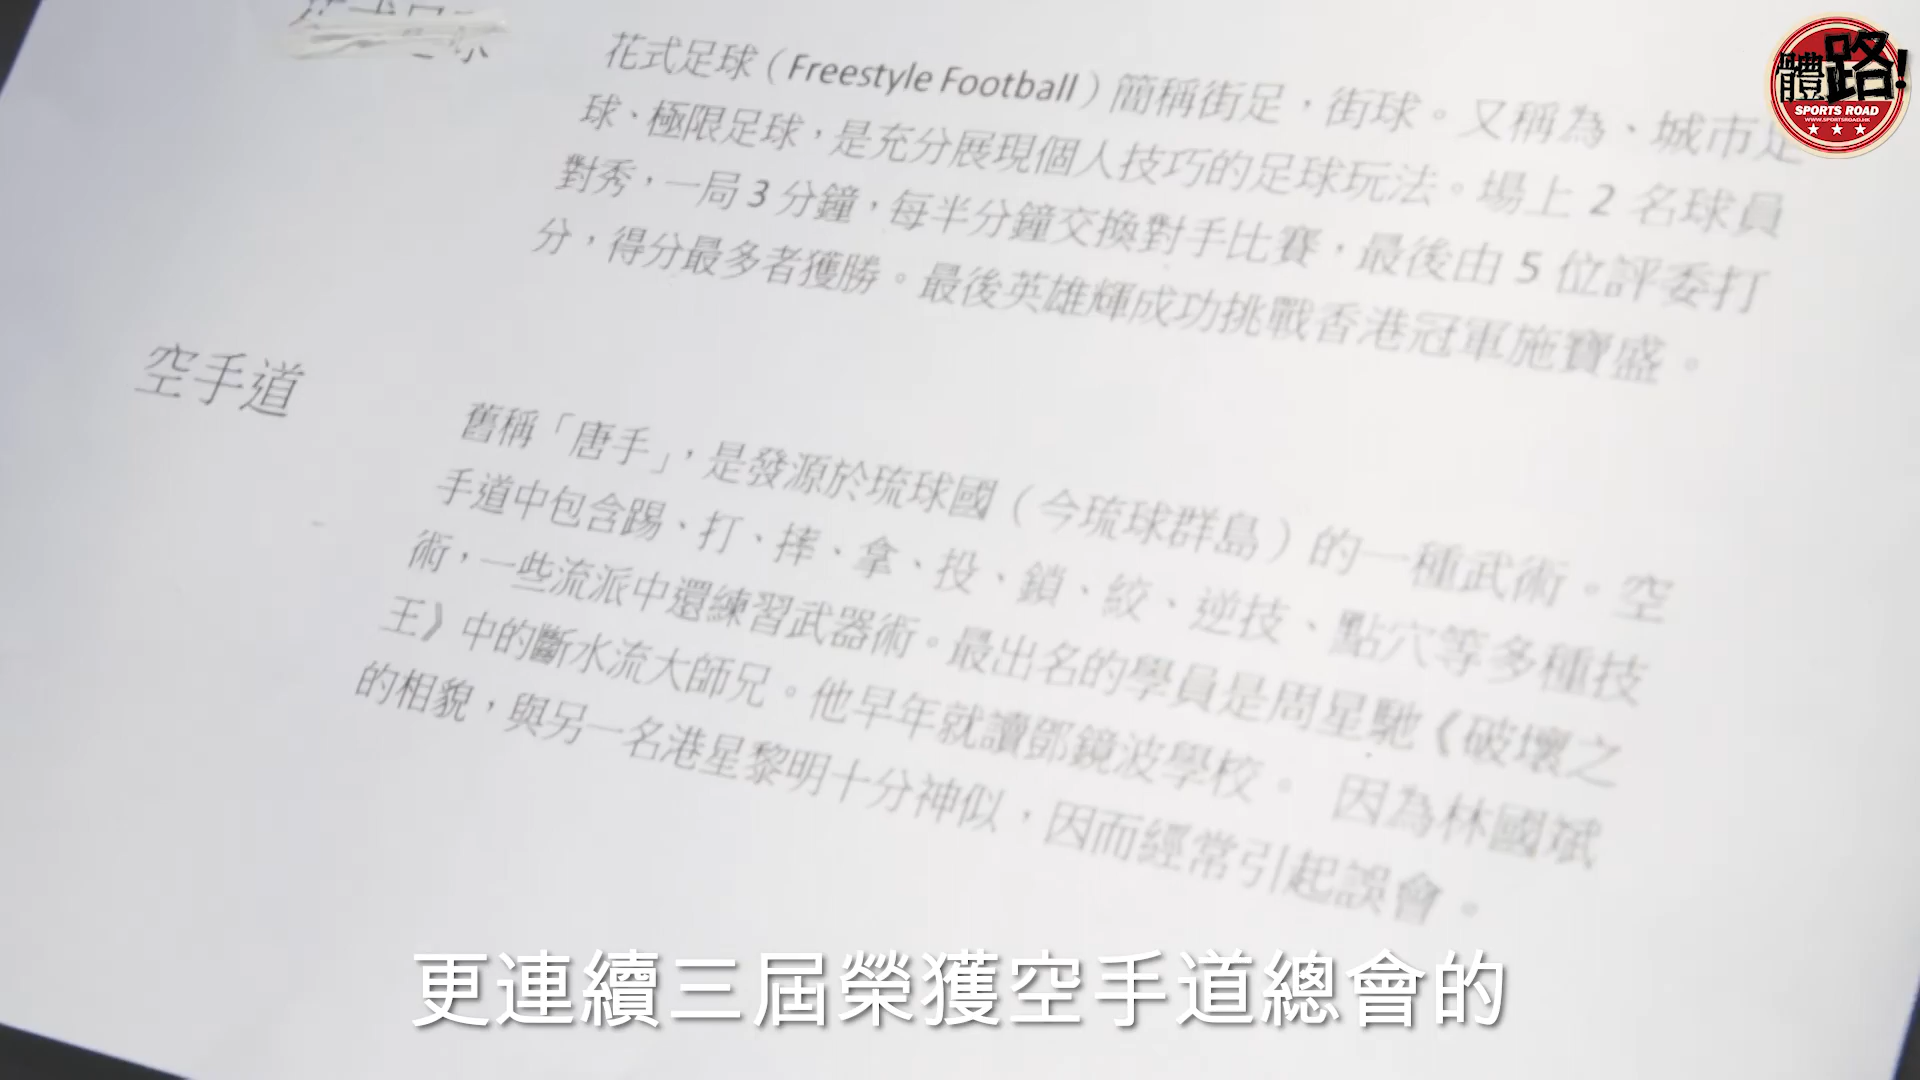 花式足球（Freestyle Football）簡稱街足，街球。又稱為、城市足
球、極限足球，是充分展現個人技巧的足球玩法。場上 2 名球員
對秀，一局 3 分鐘，每半分鐘交換對手比賽，最後由 5 位評委打
分，得分最多者獲勝。最後英雄輝成功挑戰香港冠軍施寶盛。
空手道
舊稱「唐手」，是發源於琉球國（今琉球群島）的一種武術。空
手道中包含踢、打、摔、拿、投、鎖、絞、逆技、點穴等多種技
術，一些流派中還練習武器術。最出名的學員是周星馳《破壞之
王》中的斷水流大師兄。他早年就讀鄧鏡波學校。 因為林國斌
的相貌，與另一名港星黎明十分神似，因而經常引起誤會。
更連續三屆榮獲空手道總會的
體路!
SPORTS ROAD
WWW.SPORTSROAD.HK